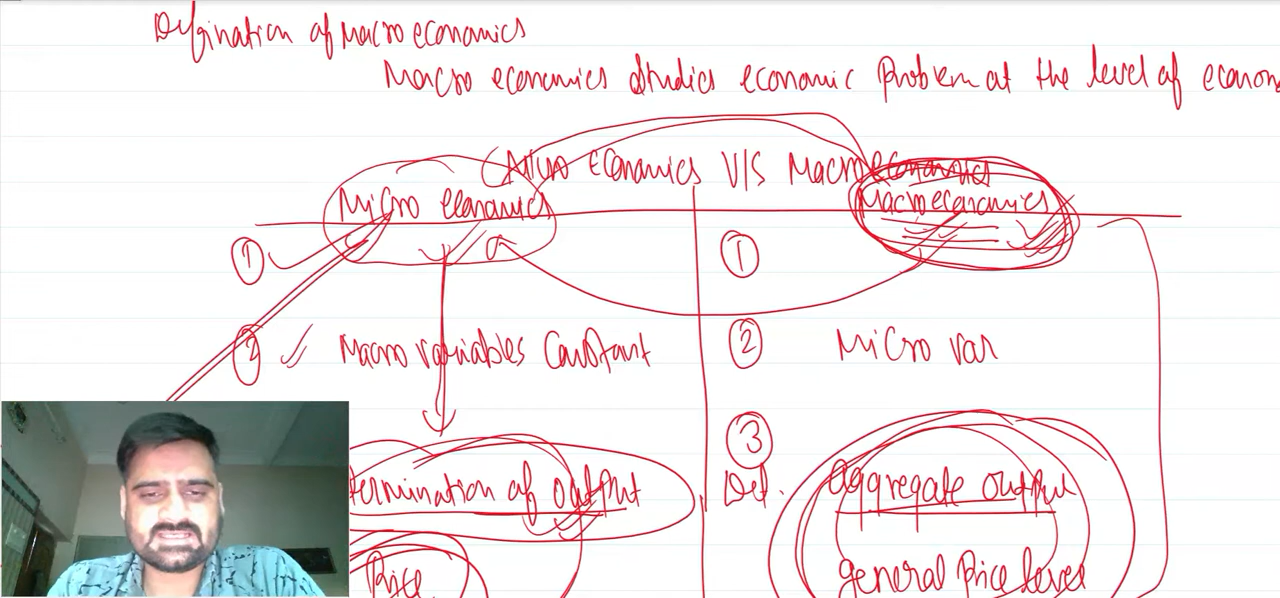 Defination of Macro economics
Macro economics Studies economic Problem at the level of econom
(Micro economics V/S Macroeconomics
Micro economics
Macroeconomics
① ①
② Macro variables Constant ② Micro var
③
termination of output Det. aggregate output
Price general Price level